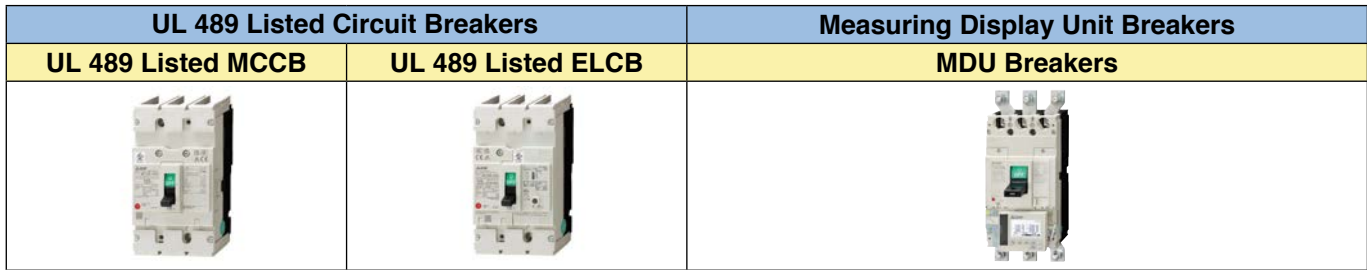 UL 489 Listed Circuit Breakers
Measuring Display Unit Breakers
UL 489 Listed MCCB
UL 489 Listed ELCB
MDU Breakers